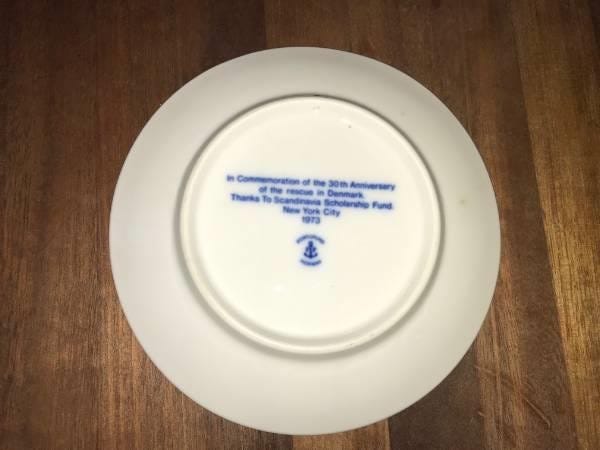 In Commemoration of the 30th Anniversary
of the rescue in Denmark.
Thanks To Scandinavia Scholarship Fund.
New York City
1973
NORWAY